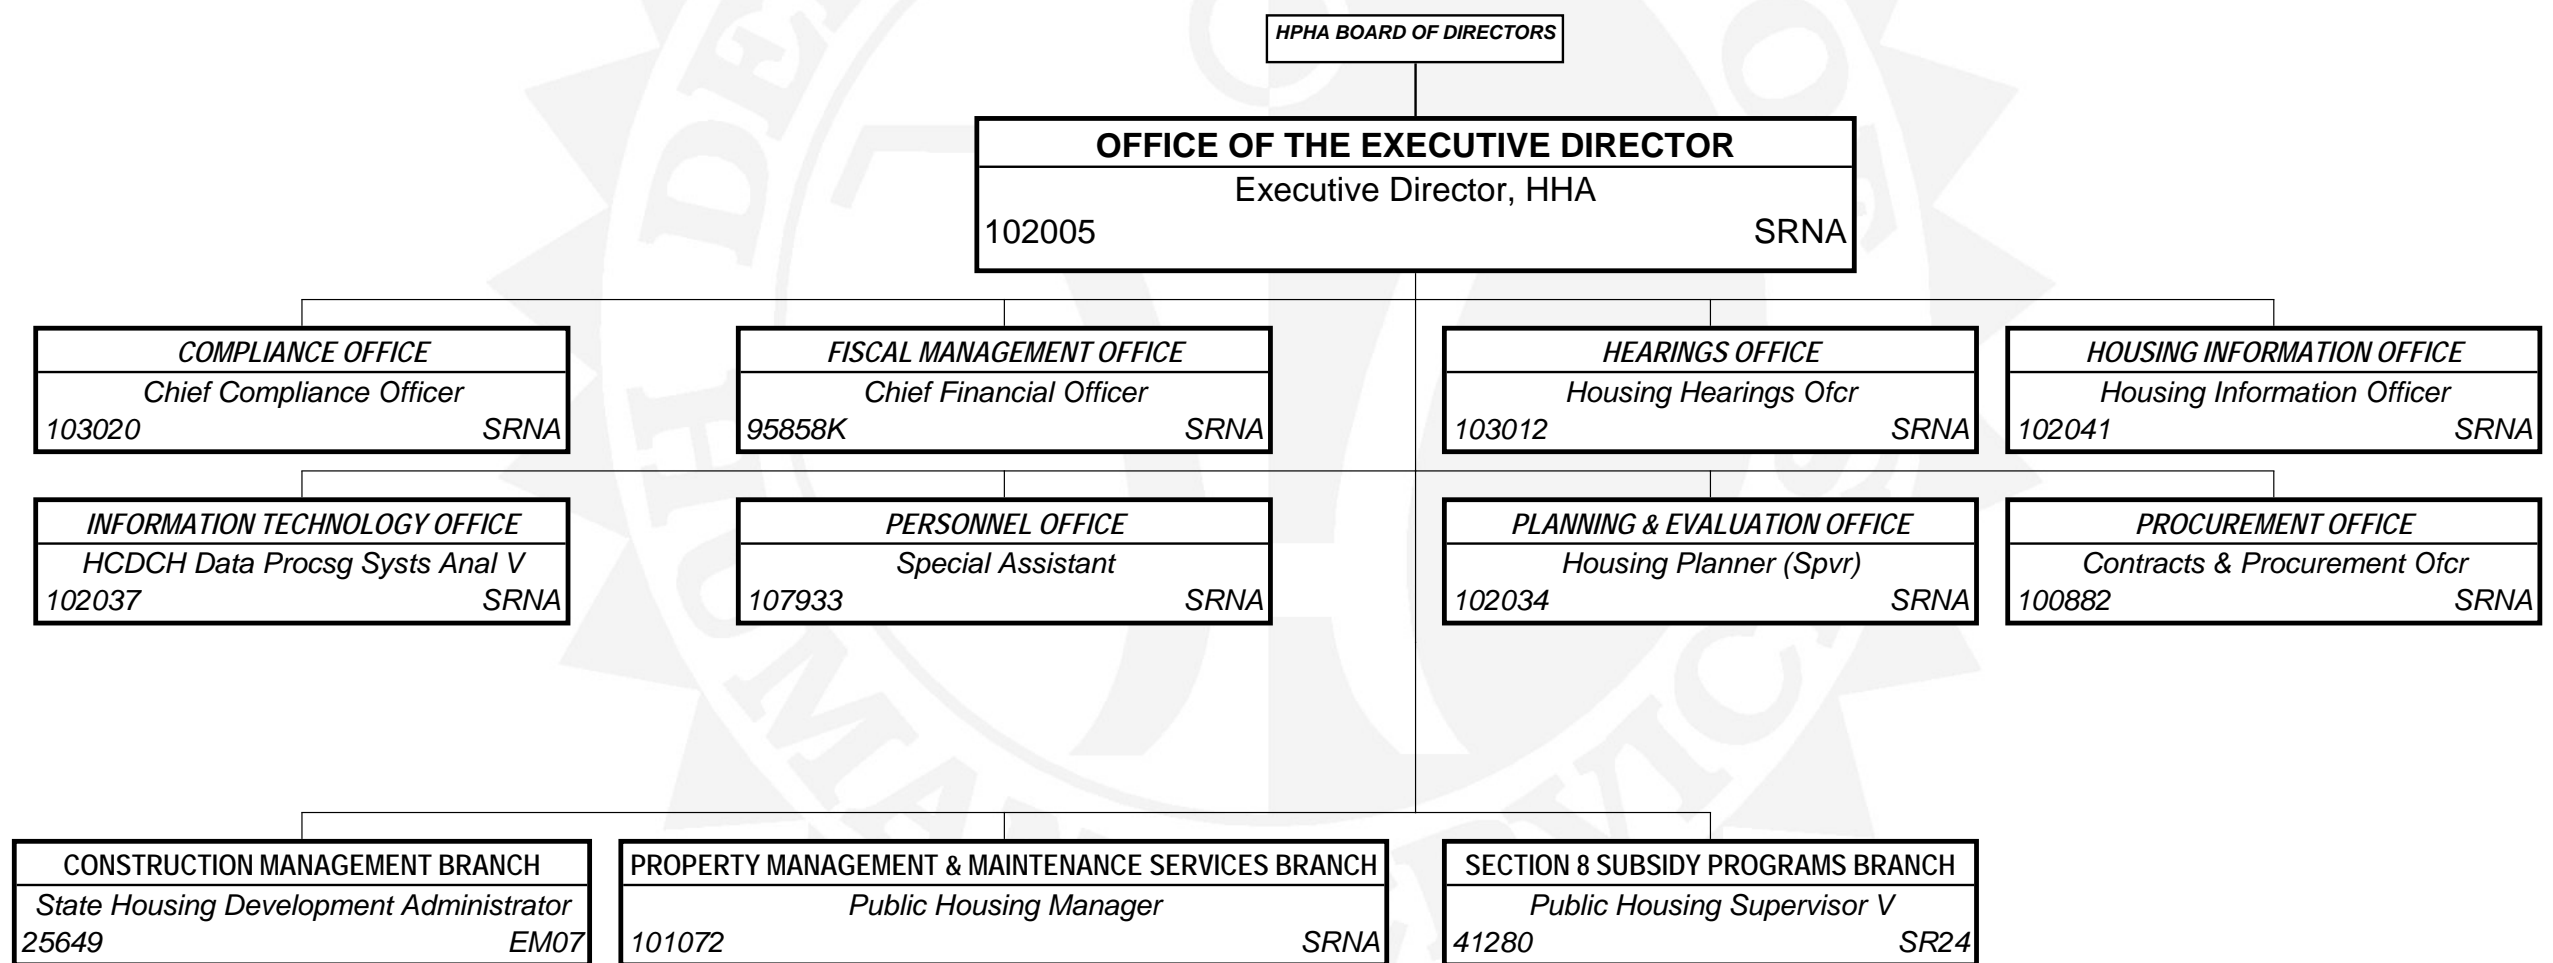 HPHA BOARD OF DIRECTORS
OFFICE OF THE EXECUTIVE DIRECTOR
Executive Director, HHA
102005 SRNA
COMPLIANCE OFFICE
Chief Compliance Officer
103020 SRNA
FISCAL MANAGEMENT OFFICE
Chief Financial Officer
95858K SRNA
HEARINGS OFFICE
Housing Hearings Ofcr
103012 SRNA
HOUSING INFORMATION OFFICE
Housing Information Officer
102041 SRNA
INFORMATION TECHNOLOGY OFFICE
HCDCH Data Procsg Systs Anal V
102037 SRNA
PERSONNEL OFFICE
Special Assistant
107933 SRNA
PLANNING & EVALUATION OFFICE
Housing Planner (Spvr)
102034 SRNA
PROCUREMENT OFFICE
Contracts & Procurement Ofcr
100882 SRNA
CONSTRUCTION MANAGEMENT BRANCH
State Housing Development Administrator
25649 EM07
PROPERTY MANAGEMENT & MAINTENANCE SERVICES BRANCH
Public Housing Manager
101072 SRNA
SECTION 8 SUBSIDY PROGRAMS BRANCH
Public Housing Supervisor V
41280 SR24